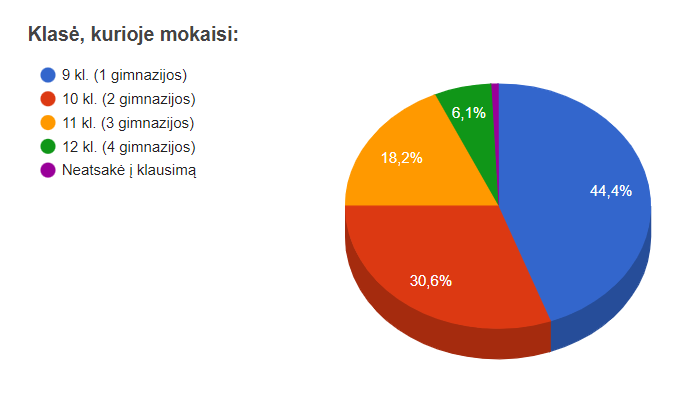 Klasė, kurioje mokaisi:
9 kl. (1 gimnazijos)
10 kl. (2 gimnazijos)
11 kl. (3 gimnazijos)
12 kl. (4 gimnazijos)
Neatsakė į klausimą
6,1%
18,2%
44,4%
30,6%